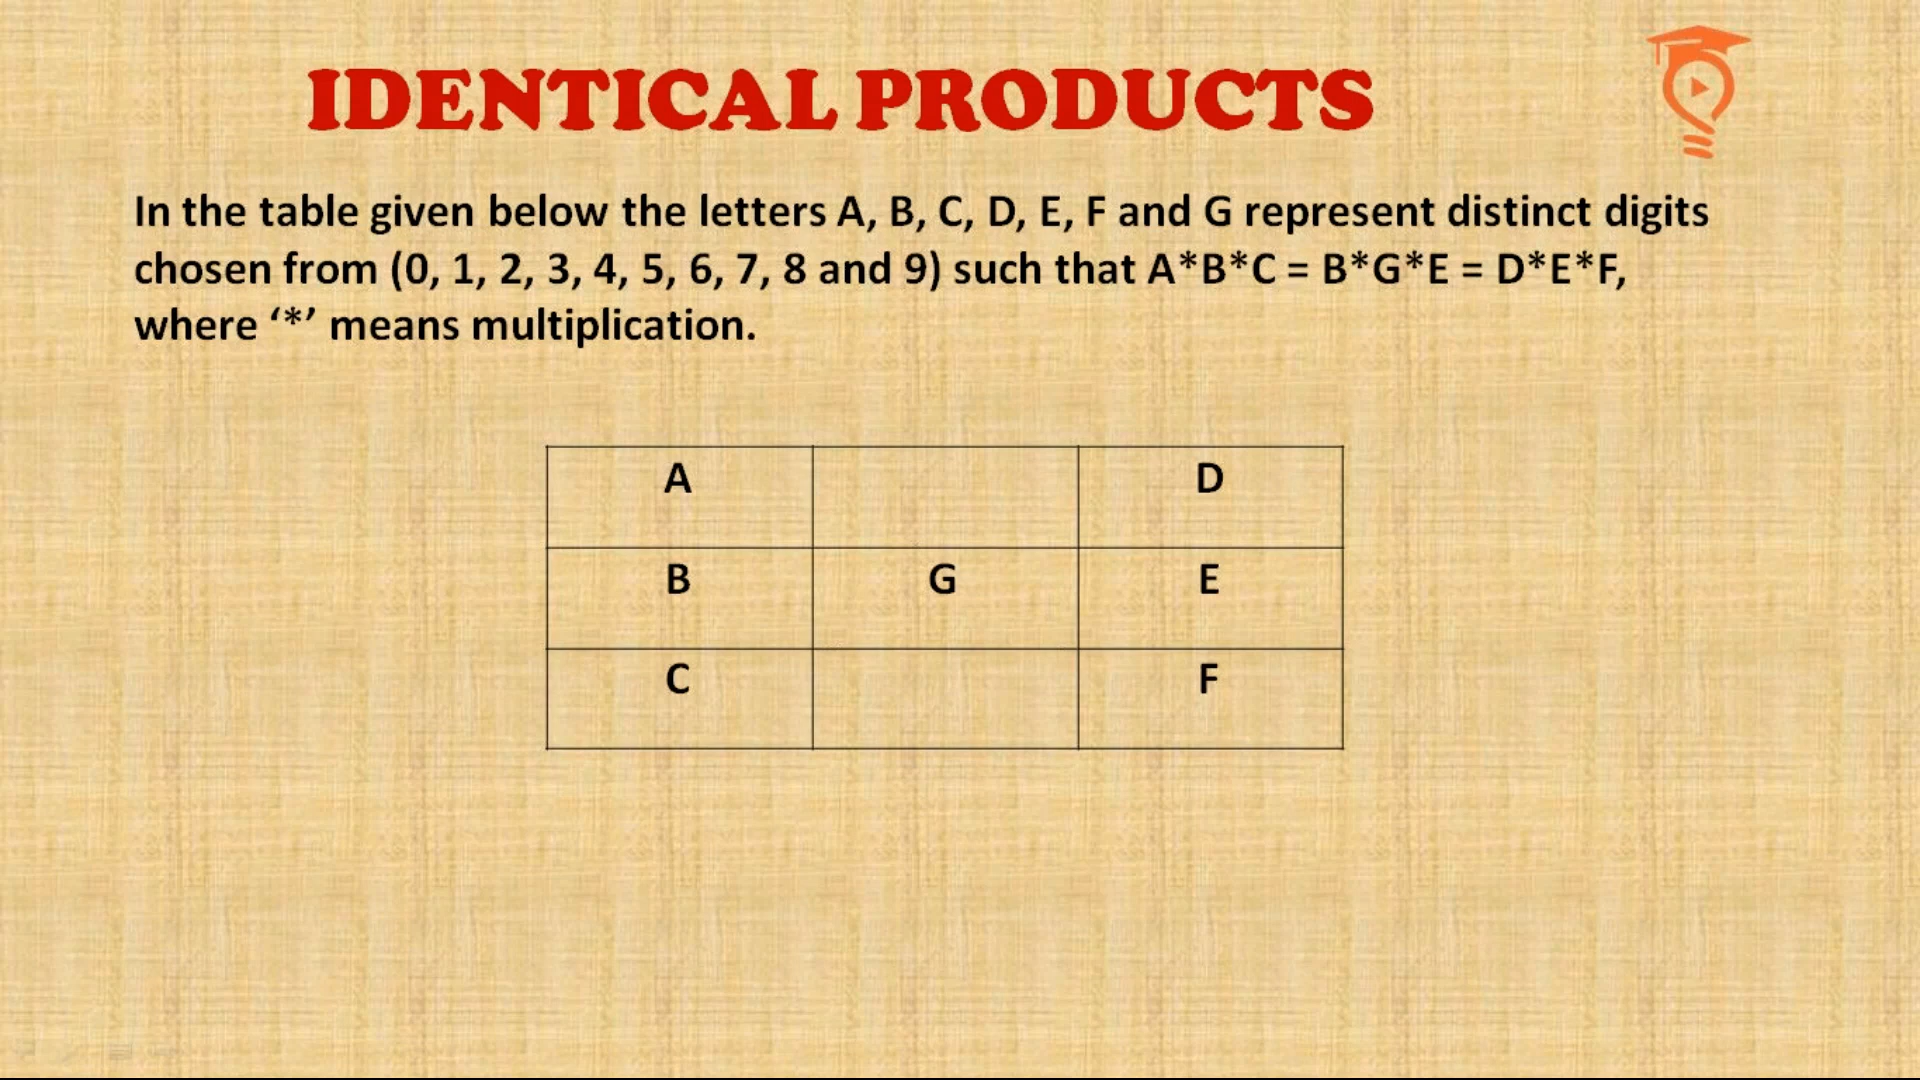 IDENTICAL PRODUCTS
In the table given below the letters A, B, C, D, E, F and G represent distinct digits
chosen from (0, 1, 2, 3, 4, 5, 6, 7, 8 and 9) such that A*B*C = B*G*E = D*E*F,
where ‘*’ means multiplication.
A D
B G E
C F